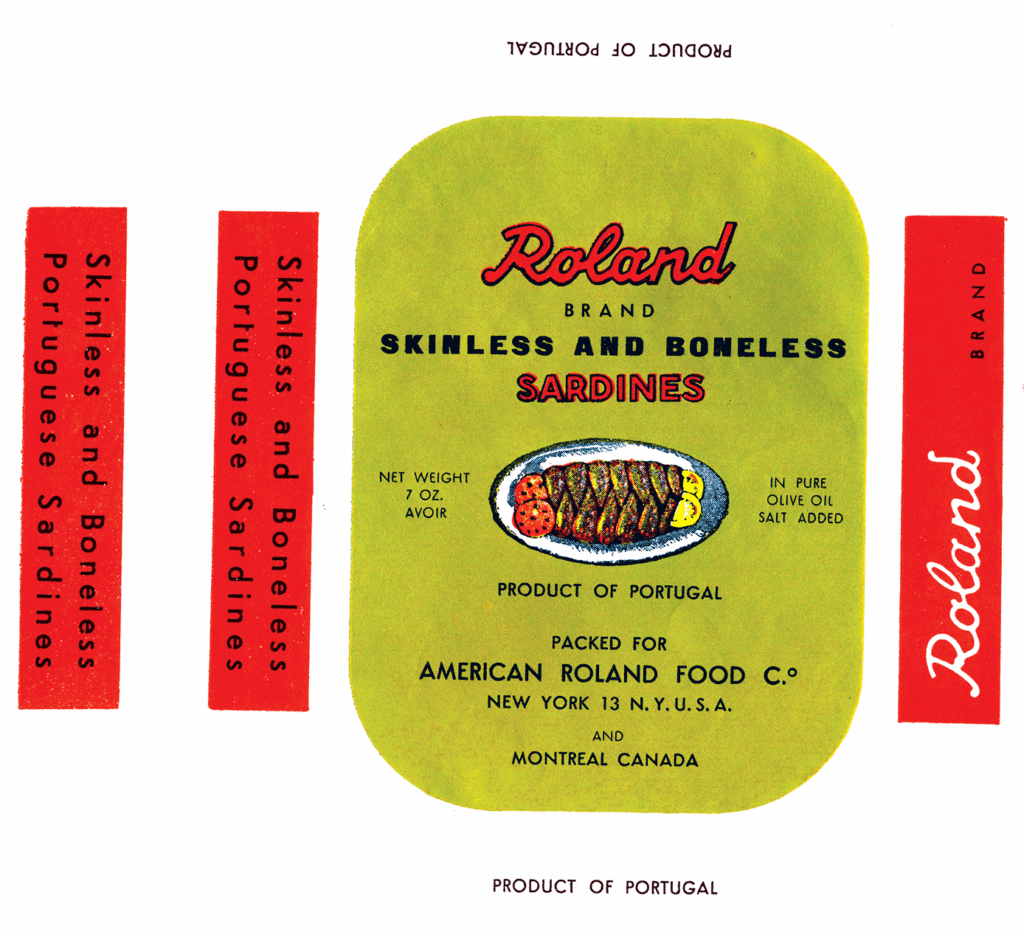 PRODUCT OF PORTUGAL
Skinless and Boneless
Portuguese Sardines
Skinless and Boneless
Portuguese Sardines
Roland
BRAND
SKINLESS AND BONELESS
SARDINES
NET WEIGHT
7 OZ.
AVOIR
IN PURE
OLIVE OIL
SALT ADDED
PRODUCT OF PORTUGAL
PACKED FOR
AMERICAN ROLAND FOOD C.º
NEW YORK 13 N.Y.U.S.A.
AND
MONTREAL CANADA
Roland BRAND
PRODUCT OF PORTUGAL